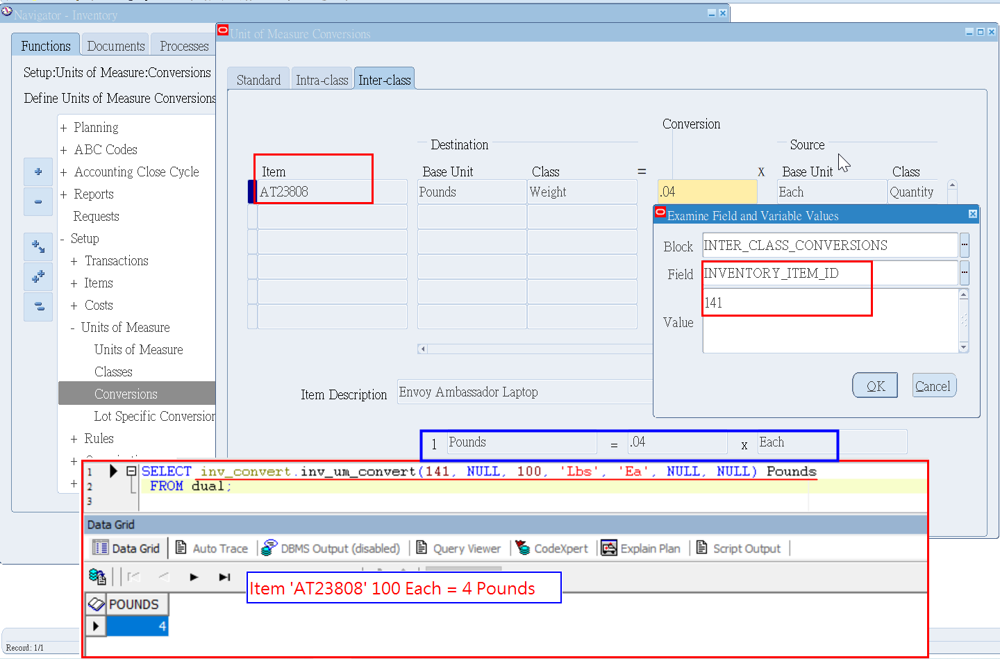 Navigator - Inventory
Functions Documents Processes
Setup:Units of Measure:Conversions
Define Units of Measure Conversions
+ Planning
+ ABC Codes
+ Accounting Close Cycle
+ Reports
Requests
- Setup
+ Transactions
+ Items
+ Costs
- Units of Measure
Units of Measure
Classes
Conversions
Lot Specific Conversion
+ Rules
+
+
Unit of Measure Conversions
Standard Intra-class Inter-class
Conversion
Destination Source
Item Base Unit Class = x Base Unit Class
AT23808 Pounds Weight .04 Each Quantity
Item Description Envoy Ambassador Laptop
1 Pounds = .04 x Each
Examine Field and Variable Values
Block INTER_CLASS_CONVERSIONS ...
Field INVENTORY_ITEM_ID ...
Value 141
OK Cancel
1 SELECT inv_convert.inv_um_convert(141, NULL, 100, 'Lbs', 'Ea', NULL, NULL) Pounds
2 FROM dual;
3
Data Grid
Data Grid Auto Trace DBMS Output (disabled) Query Viewer CodeXpert Explain Plan Script Output
Item 'AT23808' 100 Each = 4 Pounds
POUNDS
4
Record: 1/1